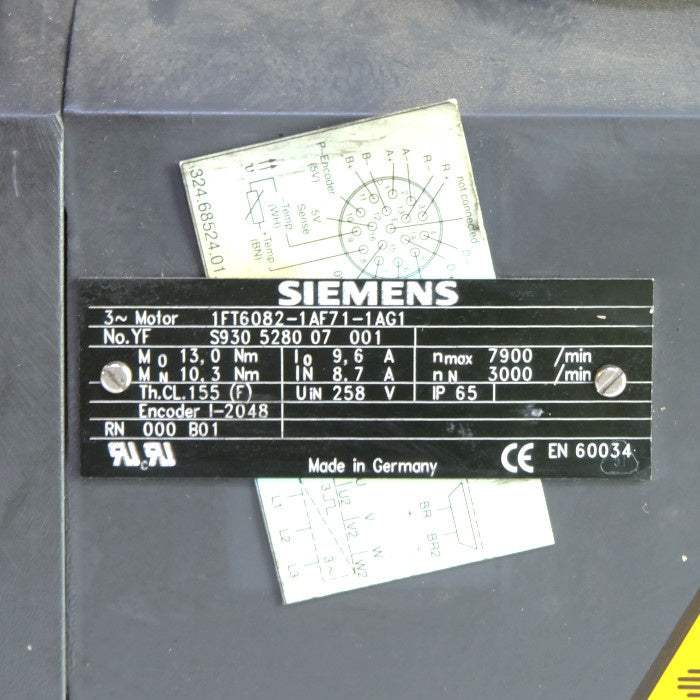 324.68524.01
P-Encoder
(5V)
B+
B-
A+
A-
R-
R+
not connected
5V
Sense
Temp
(WH)
+Temp
(BN)
SIEMENS
3~ Motor 1FT6082-1AF71-1AG1
No.YF S930 5280 07 001
M0 13,0 Nm I0 9,6 A nmax 7900 /min
MN 10,3 Nm IN 8,7 A nN 3000 /min
Th.CL.155 (F) UIN 258 V IP 65
Encoder I-2048
RN 000 B01
Made in Germany CE EN 60034
L1
L2
L3
U2
V2
W2
V
W
3~
BR
BR2
+
-